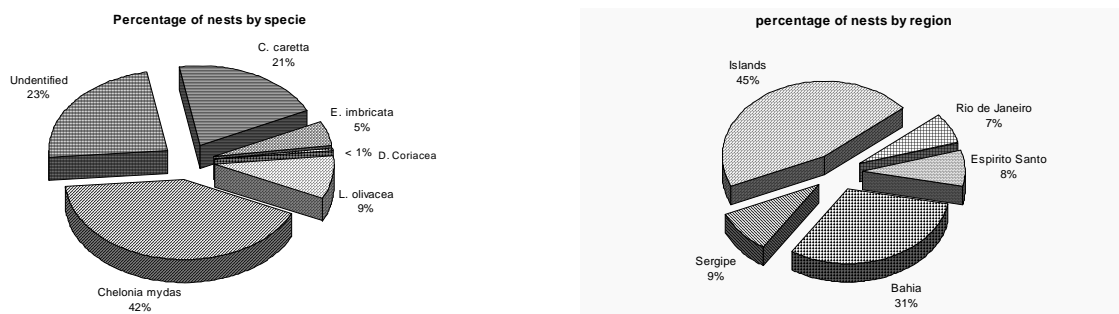 Percentage of nests by specie
C. caretta
21%
Undentified
23%
E. imbricata
5%
< 1% D. Coriacea
L. olivacea
9%
Chelonia mydas
42%
percentage of nests by region
Islands
45%
Rio de Janeiro
7%
Espirito Santo
8%
Sergipe
9%
Bahia
31%